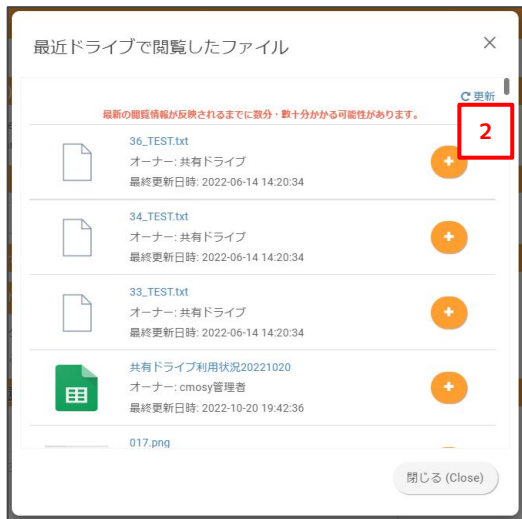 最近ドライブで閲覧したファイル
更新
最新の閲覧情報が反映されるまでに数分・数十分かかる可能性があります。
2
36_TEST.txt
オーナー: 共有ドライブ
最終更新日時: 2022-06-14 14:20:34
34_TEST.txt
オーナー: 共有ドライブ
最終更新日時: 2022-06-14 14:20:34
33_TEST.txt
オーナー: 共有ドライブ
最終更新日時: 2022-06-14 14:20:34
共有ドライブ利用状況20221020
オーナー: cmosy管理者
最終更新日時: 2022-10-20 19:42:36
017.png
閉じる (Close)